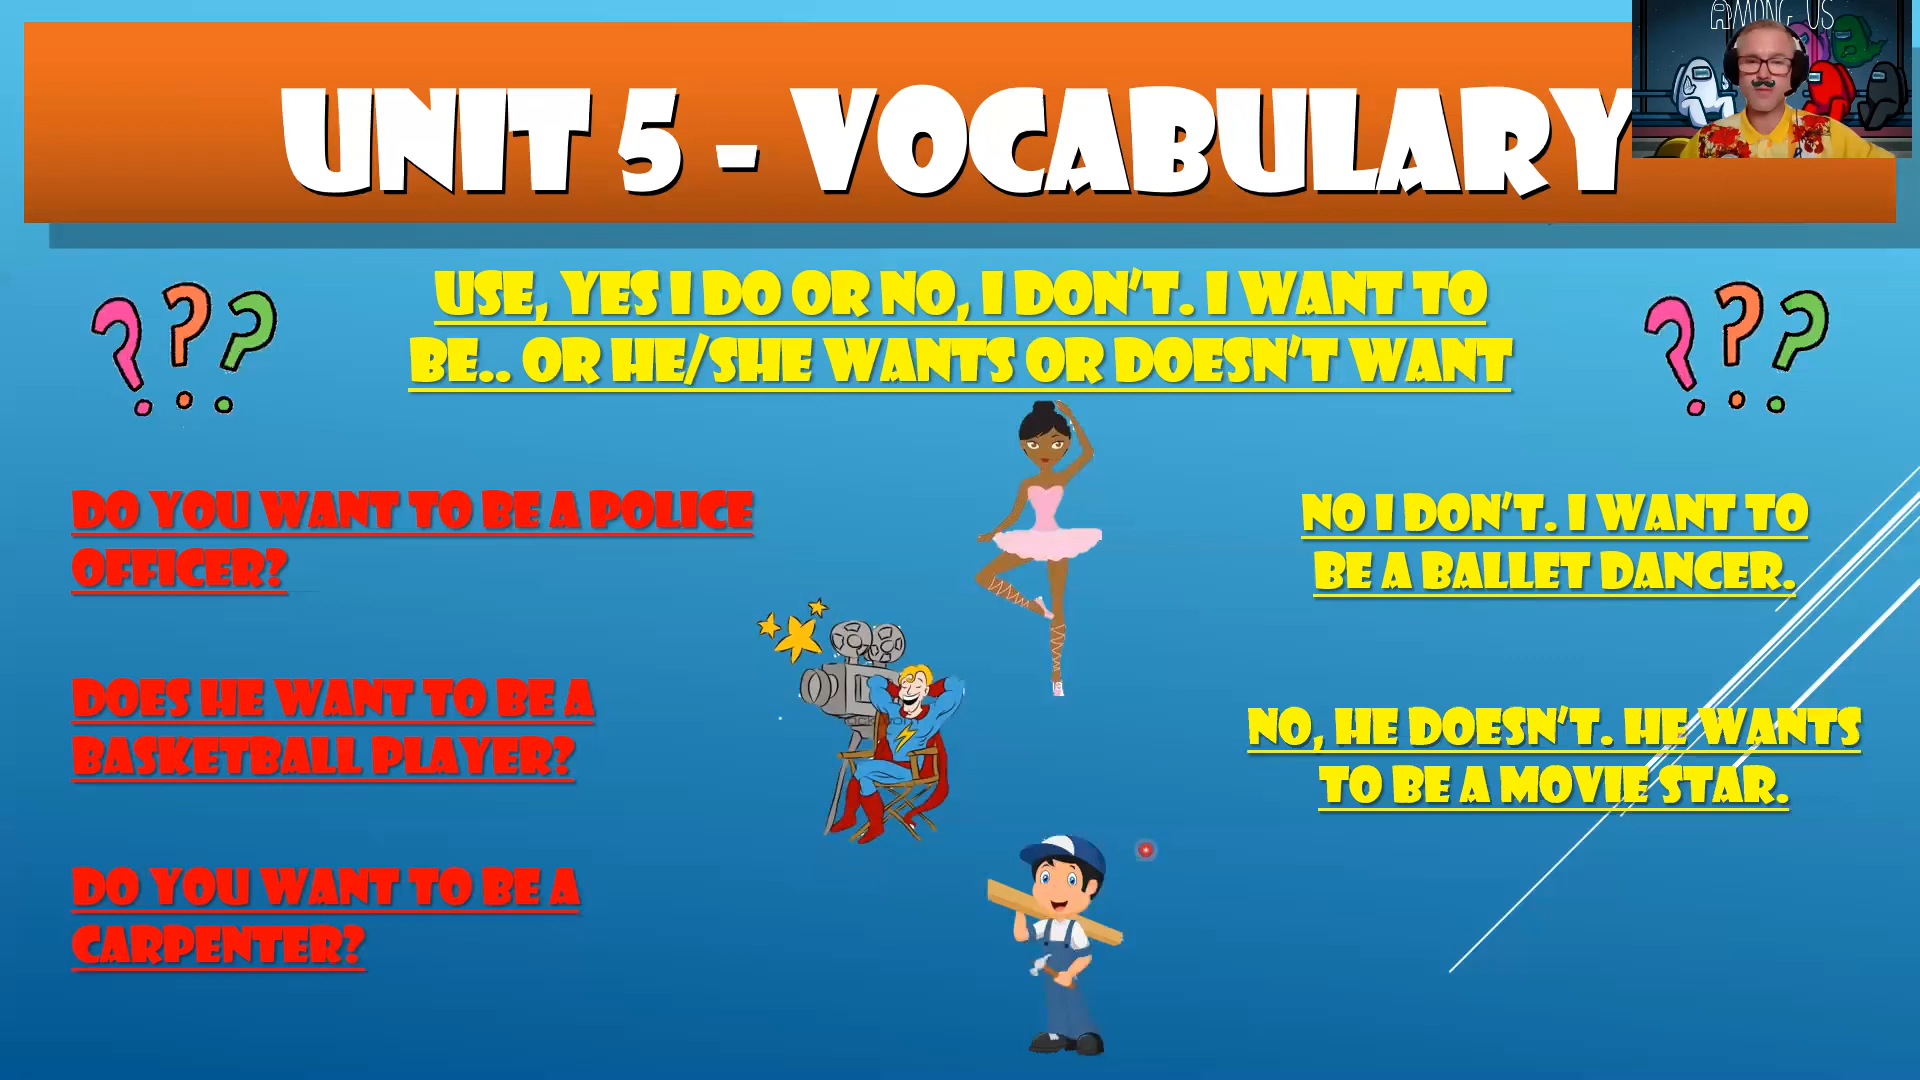 AMONG US
UNIT 5 - VOCABULARY
USE, YES I DO OR NO, I DON'T. I WANT TO
BE.. OR HE/SHE WANTS OR DOESN'T WANT
DO YOU WANT TO BE A POLICE
OFFICER?
NO I DON'T. I WANT TO
BE A BALLET DANCER.
DOES HE WANT TO BE A
BASKETBALL PLAYER?
NO, HE DOESN'T. HE WANTS
TO BE A MOVIE STAR.
DO YOU WANT TO BE A
CARPENTER?